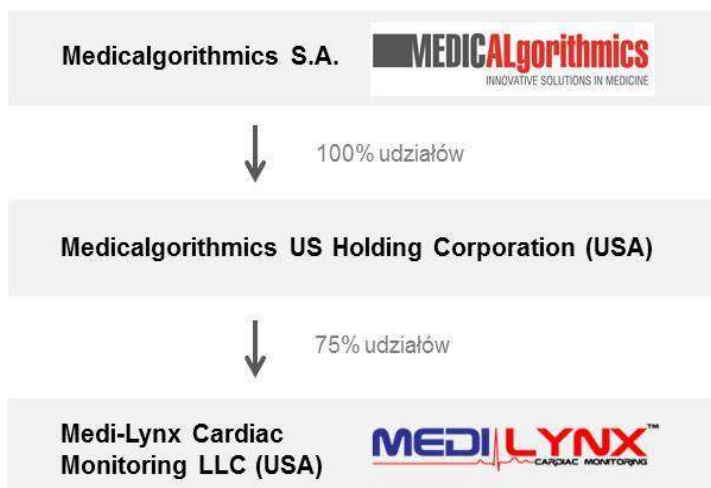 Medicalgorithmics S.A.
MEDICALgorithmics
INNOVATIVE SOLUTIONS IN MEDICINE
100% udziałów
Medicalgorithmics US Holding Corporation (USA)
75% udziałów
Medi-Lynx Cardiac
Monitoring LLC (USA)
MEDILYNX™
CARDIAC MONITORING